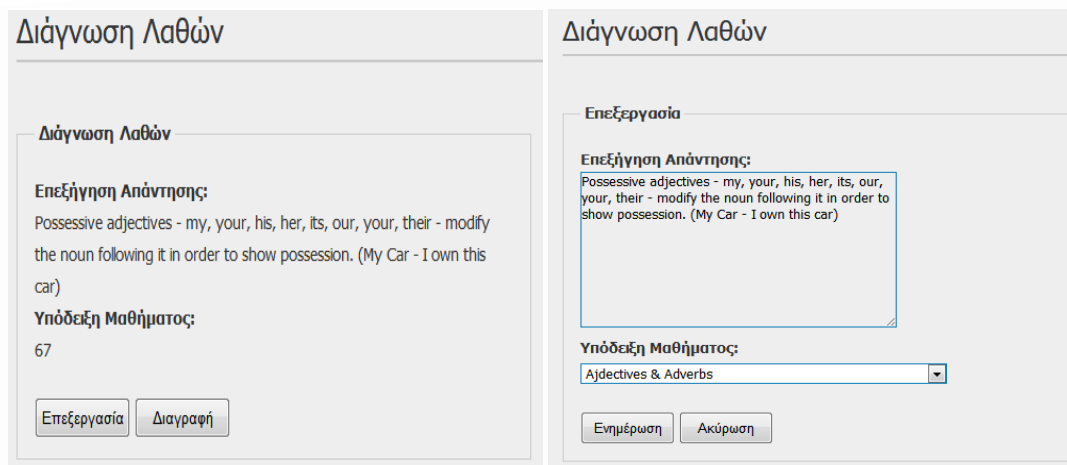 Διάγνωση Λαθών
Διάγνωση Λαθών
Επεξήγηση Απάντησης:
Possessive adjectives - my, your, his, her, its, our, your, their - modify
the noun following it in order to show possession. (My Car - I own this
car)
Υπόδειξη Μαθήματος:
67
Επεξεργασία Διαγραφή
Διάγνωση Λαθών
Επεξεργασία
Επεξήγηση Απάντησης:
Possessive adjectives - my, your, his, her, its, our,
your, their - modify the noun following it in order to
show possession. (My Car - I own this car)
Υπόδειξη Μαθήματος:
Ajdectives & Adverbs
Ενημέρωση Ακύρωση